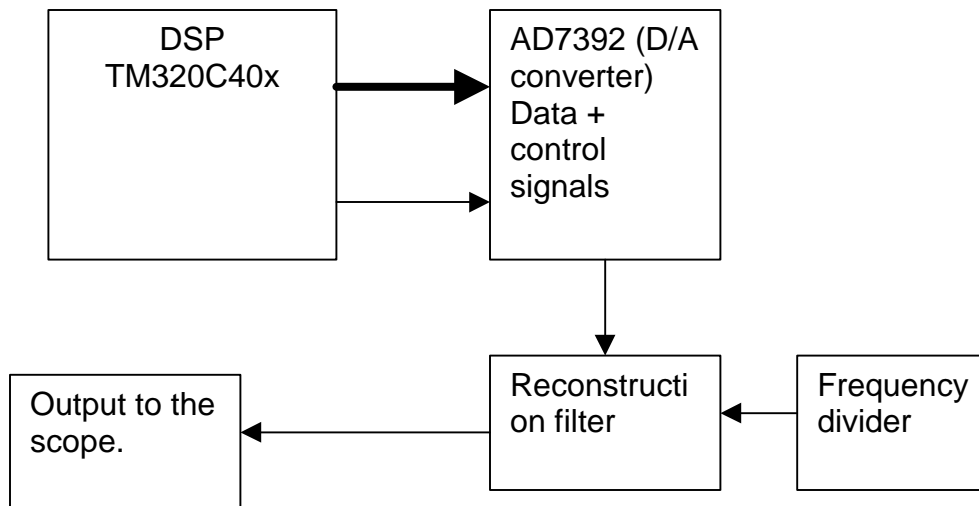 DSP
TM320C40x
AD7392 (D/A
converter)
Data +
control
signals
Reconstructi
on filter
Frequency
divider
Output to the
scope.